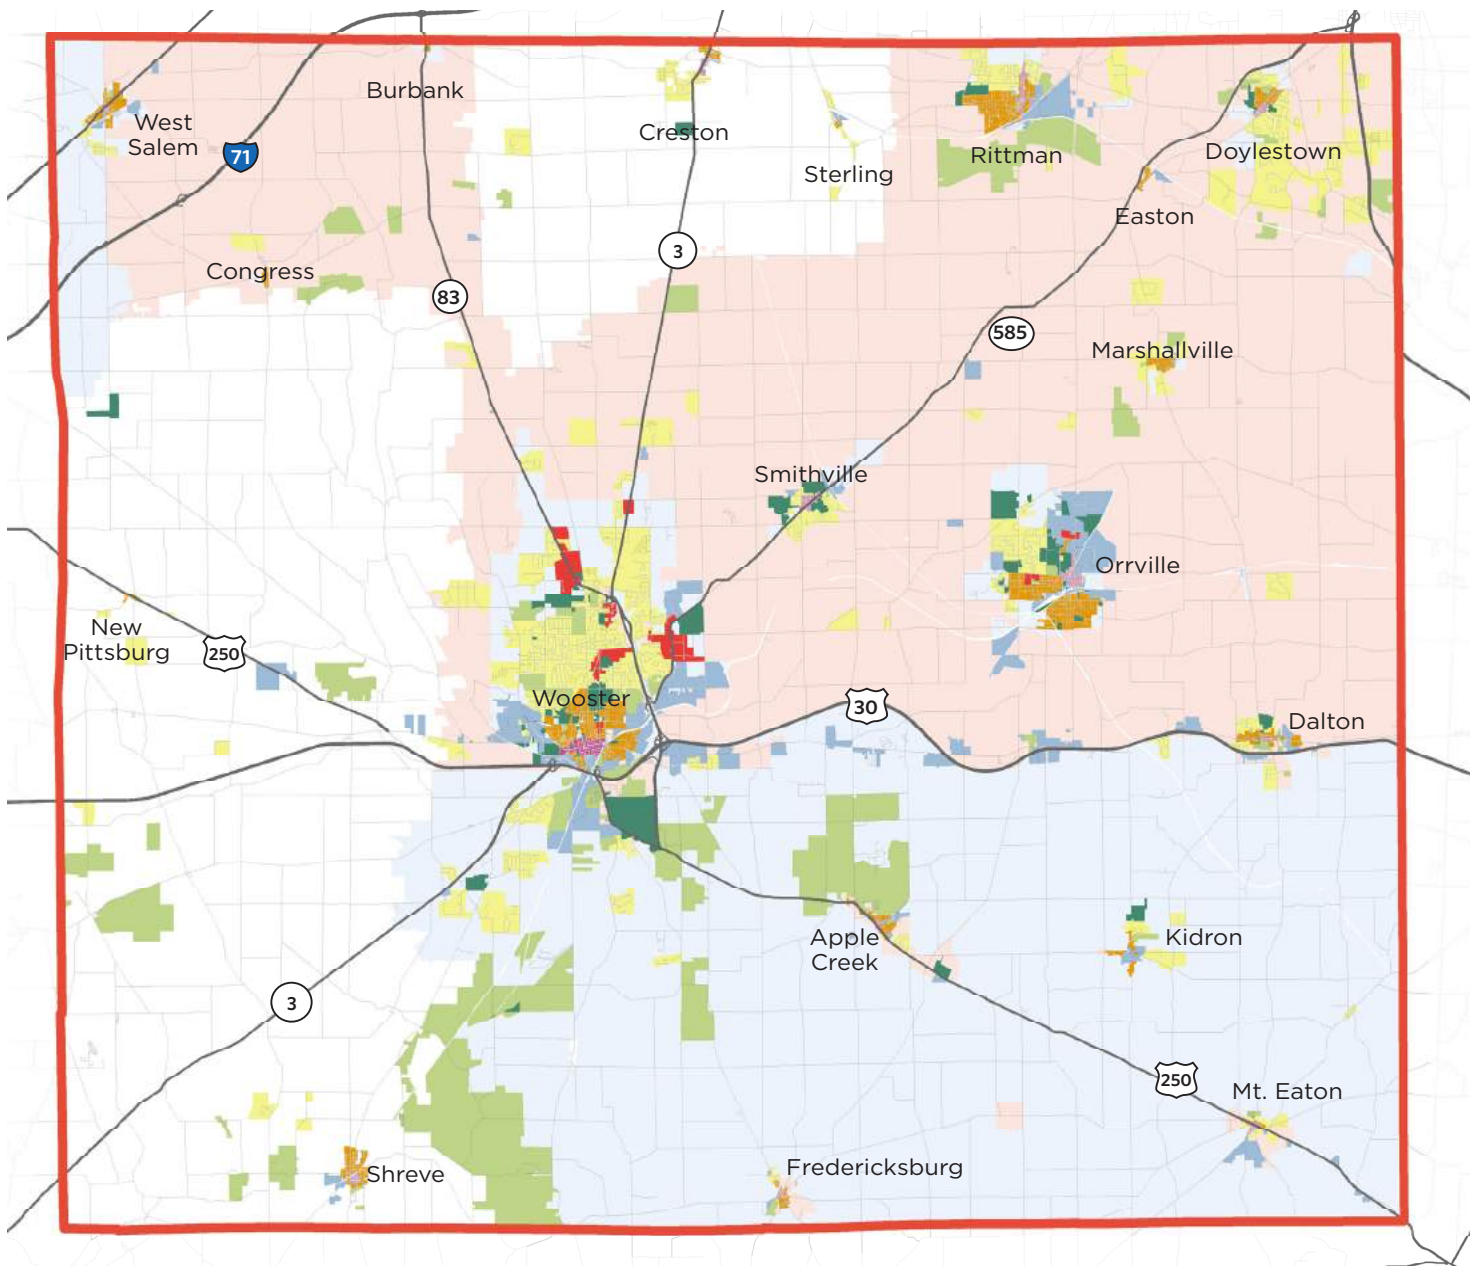 Burbank
West
Salem
71
Creston
Sterling
Rittman
Doylestown
Easton
Congress
3
83
585
Marshallville
Smithville
Orrville
New
Pittsburg
250
Wooster
30
Dalton
Apple
Creek
Kidron
3
250
Mt. Eaton
Shreve
Fredericksburg